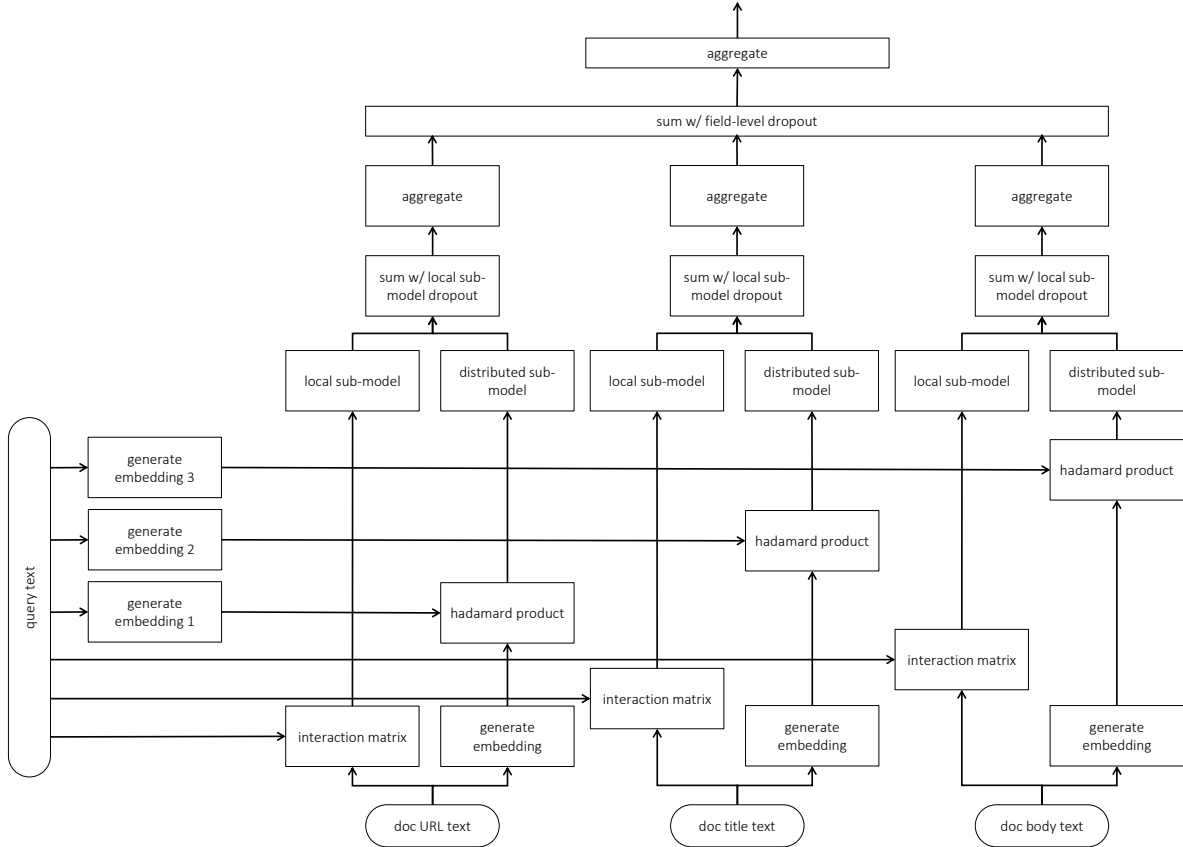 aggregate
sum w/ field-level dropout
aggregate
aggregate
aggregate
sum w/ local sub-
model dropout
sum w/ local sub-
model dropout
sum w/ local sub-
model dropout
local sub-model
distributed sub-
model
local sub-model
distributed sub-
model
local sub-model
distributed sub-
model
query text
generate
embedding 3
hadamard product
generate
embedding 2
hadamard product
generate
embedding 1
hadamard product
interaction matrix
interaction matrix
interaction matrix
generate
embedding
generate
embedding
generate
embedding
doc URL text
doc title text
doc body text